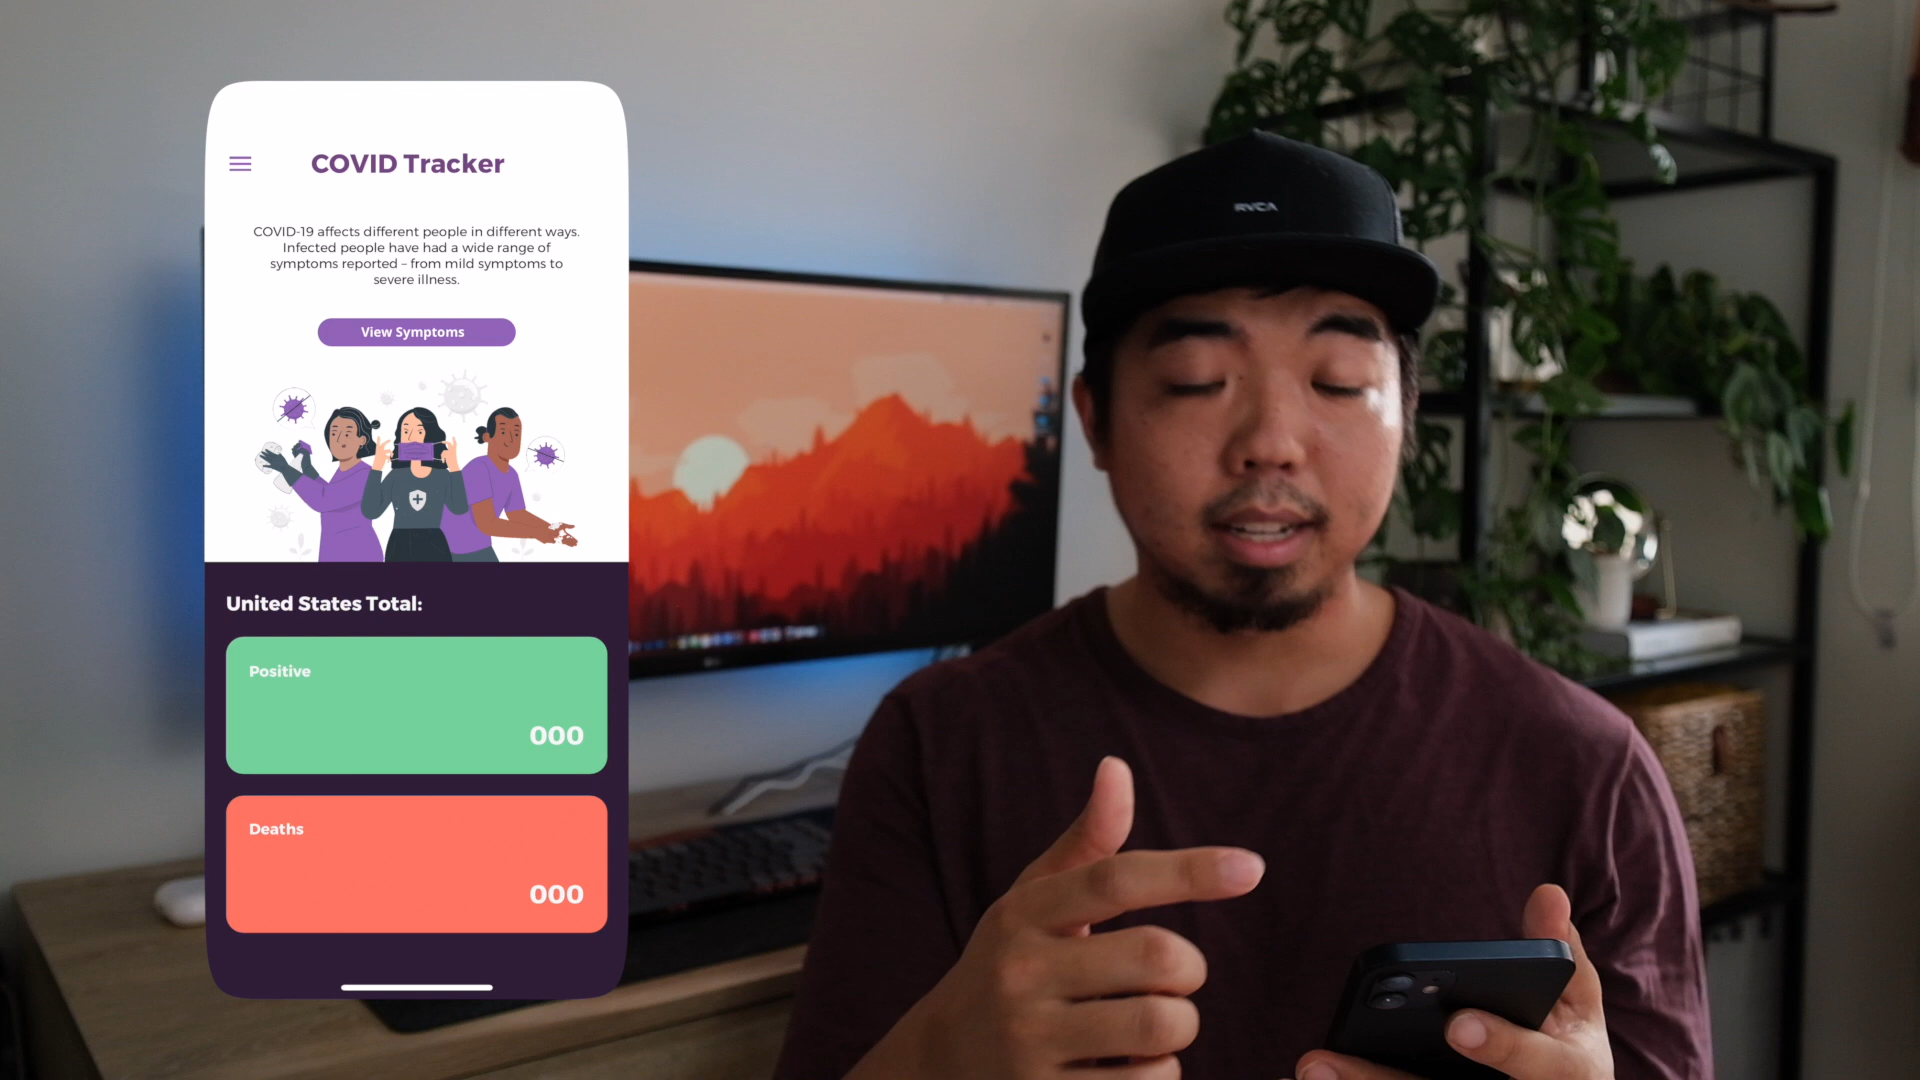 COVID Tracker
COVID-19 affects different people in different ways.
Infected people have had a wide range of
symptoms reported – from mild symptoms to
severe illness.
View Symptoms
United States Total:
Positive
000
Deaths
000
RVCA